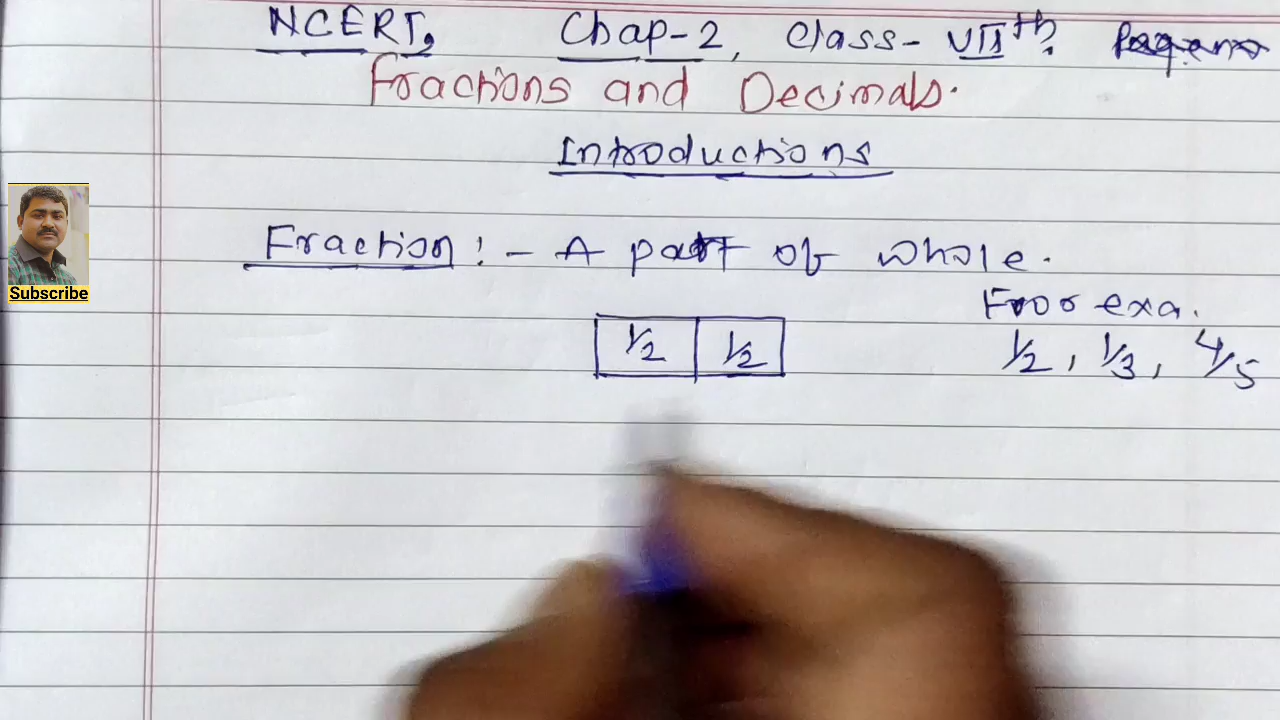 NCERT, Chap-2, Class- VIIth.
Fractions and Decimals.
Introductions
Fraction :- A part of whole.
For exa.
1/2 1/2
1/2, 1/3, 4/5
Subscribe